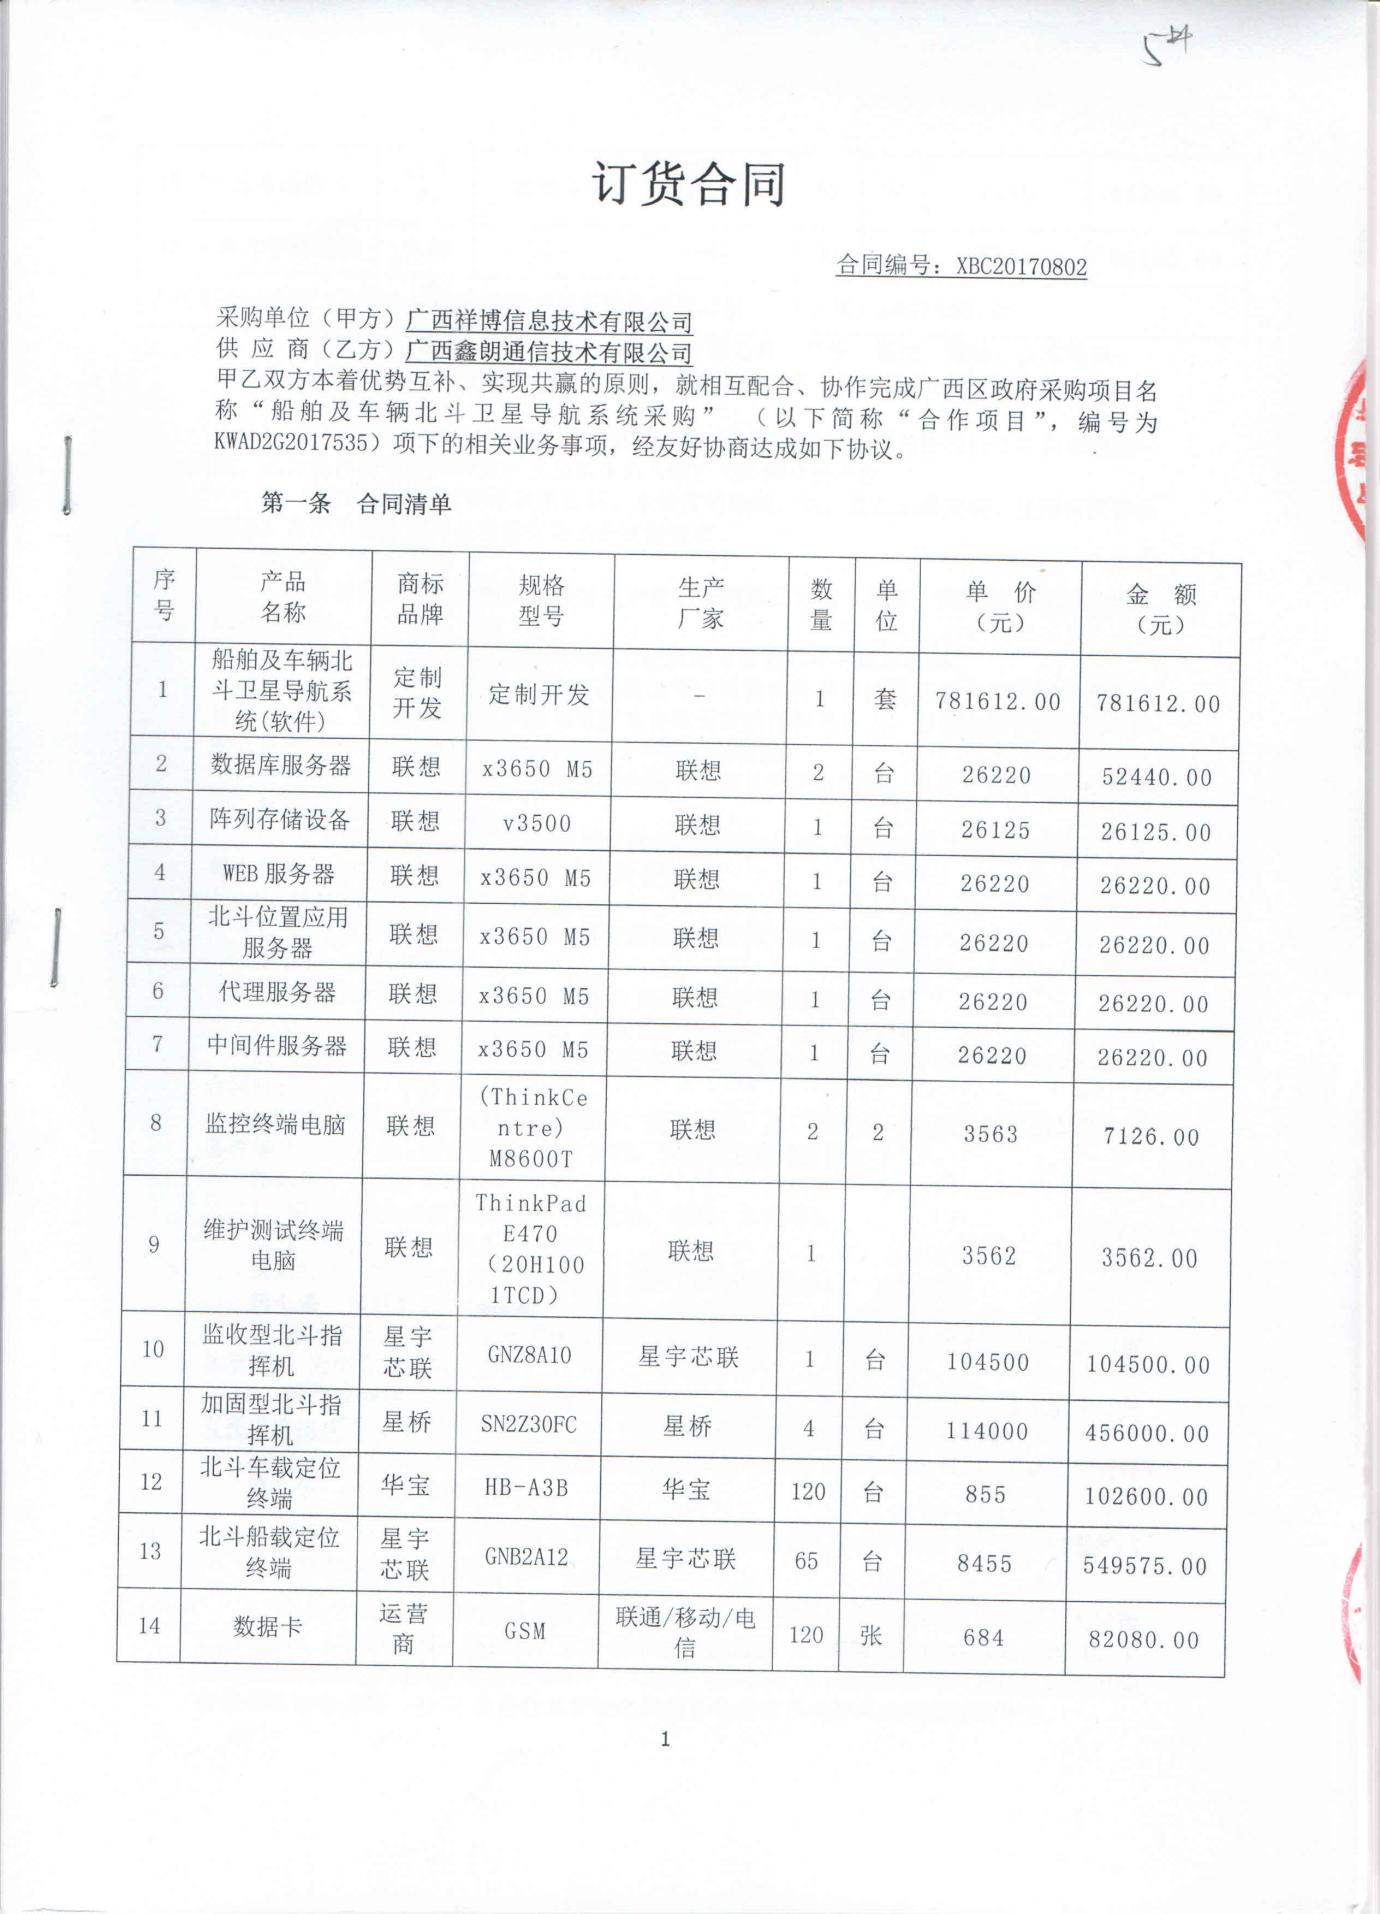 5#
订货合同
合同编号：XBC20170802
采购单位（甲方）广西祥博信息技术有限公司
供 应 商（乙方）广西鑫朗通信技术有限公司
甲乙双方本着优势互补、实现共赢的原则，就相互配合、协作完成广西区政府采购项目名
称“船舶及车辆北斗卫星导航系统采购” （以下简称“合作项目”，编号为
KWAD2G2017535）项下的相关业务事项，经友好协商达成如下协议。
第一条 合同清单
序号 产品名称 商标品牌 规格型号 生产厂家 数量 单位 单 价（元） 金 额（元）
1 船舶及车辆北斗卫星导航系统(软件) 定制开发 定制开发 － 1 套 781612.00 781612.00
2 数据库服务器 联想 x3650 M5 联想 2 台 26220 52440.00
3 阵列存储设备 联想 v3500 联想 1 台 26125 26125.00
4 WEB 服务器 联想 x3650 M5 联想 1 台 26220 26220.00
5 北斗位置应用服务器 联想 x3650 M5 联想 1 台 26220 26220.00
6 代理服务器 联想 x3650 M5 联想 1 台 26220 26220.00
7 中间件服务器 联想 x3650 M5 联想 1 台 26220 26220.00
8 监控终端电脑 联想 (ThinkCentre) M8600T 联想 2 2 3563 7126.00
9 维护测试终端电脑 联想 ThinkPad E470（20H1001TCD） 联想 1 3562 3562.00
10 监收型北斗指挥机 星宇芯联 GNZ8A10 星宇芯联 1 台 104500 104500.00
11 加固型北斗指挥机 星桥 SN2Z30FC 星桥 4 台 114000 456000.00
12 北斗车载定位终端 华宝 HB-A3B 华宝 120 台 855 102600.00
13 北斗船载定位终端 星宇芯联 GNB2A12 星宇芯联 65 台 8455 549575.00
14 数据卡 运营商 GSM 联通/移动/电信 120 张 684 82080.00
1